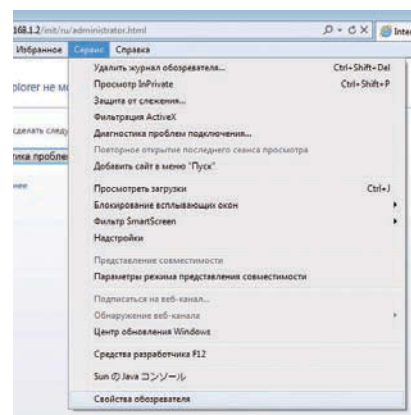 168.1.2/init/ru/administrator.html
Inte
Избранное Сервис Справка
Удалить журнал обозревателя... Ctrl+Shift+Del
Просмотр InPrivate Ctrl+Shift+P
Защита от слежения...
Фильтрация ActiveX
Диагностика проблем подключения...
Повторное открытие последнего сеанса просмотра
Добавить сайт в меню "Пуск"
Просмотреть загрузки Ctrl+J
Блокирование всплывающих окон
Фильтр SmartScreen
Надстройки
Представление совместимости
Параметры режима представления совместимости
Подписаться на веб-канал...
Обнаружение веб-канала
Центр обновления Windows
Средства разработчика F12
Sun の Java コンソール
Свойства обозревателя
plorer не мо
сделать следу
тика пробле
нее